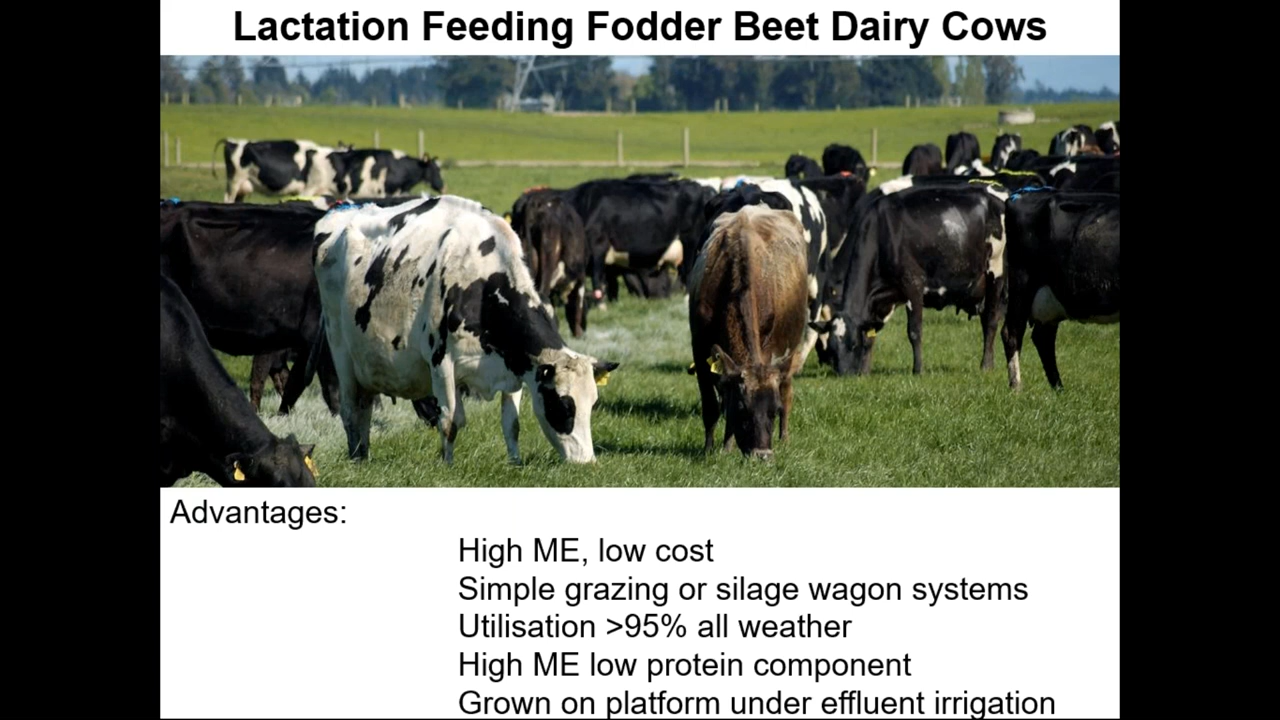 Lactation Feeding Fodder Beet Dairy Cows
Advantages:
High ME, low cost
Simple grazing or silage wagon systems
Utilisation >95% all weather
High ME low protein component
Grown on platform under effluent irrigation